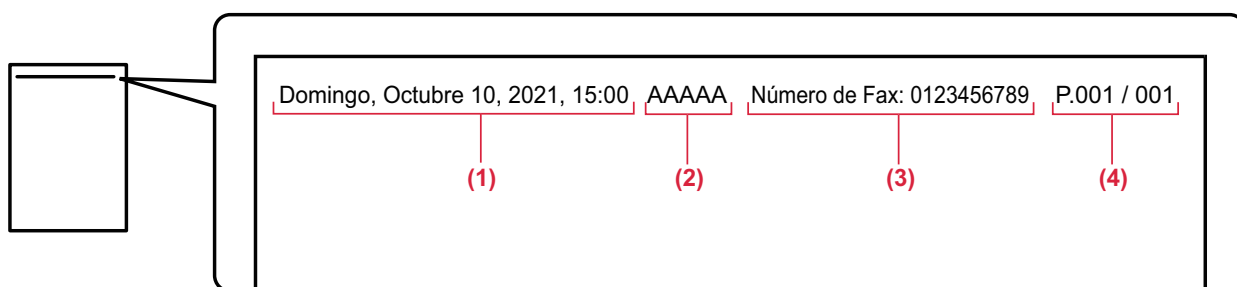 Domingo, Octubre 10, 2021, 15:00 AAAAA Número de Fax: 0123456789 P.001 / 001
(1) (2) (3) (4)